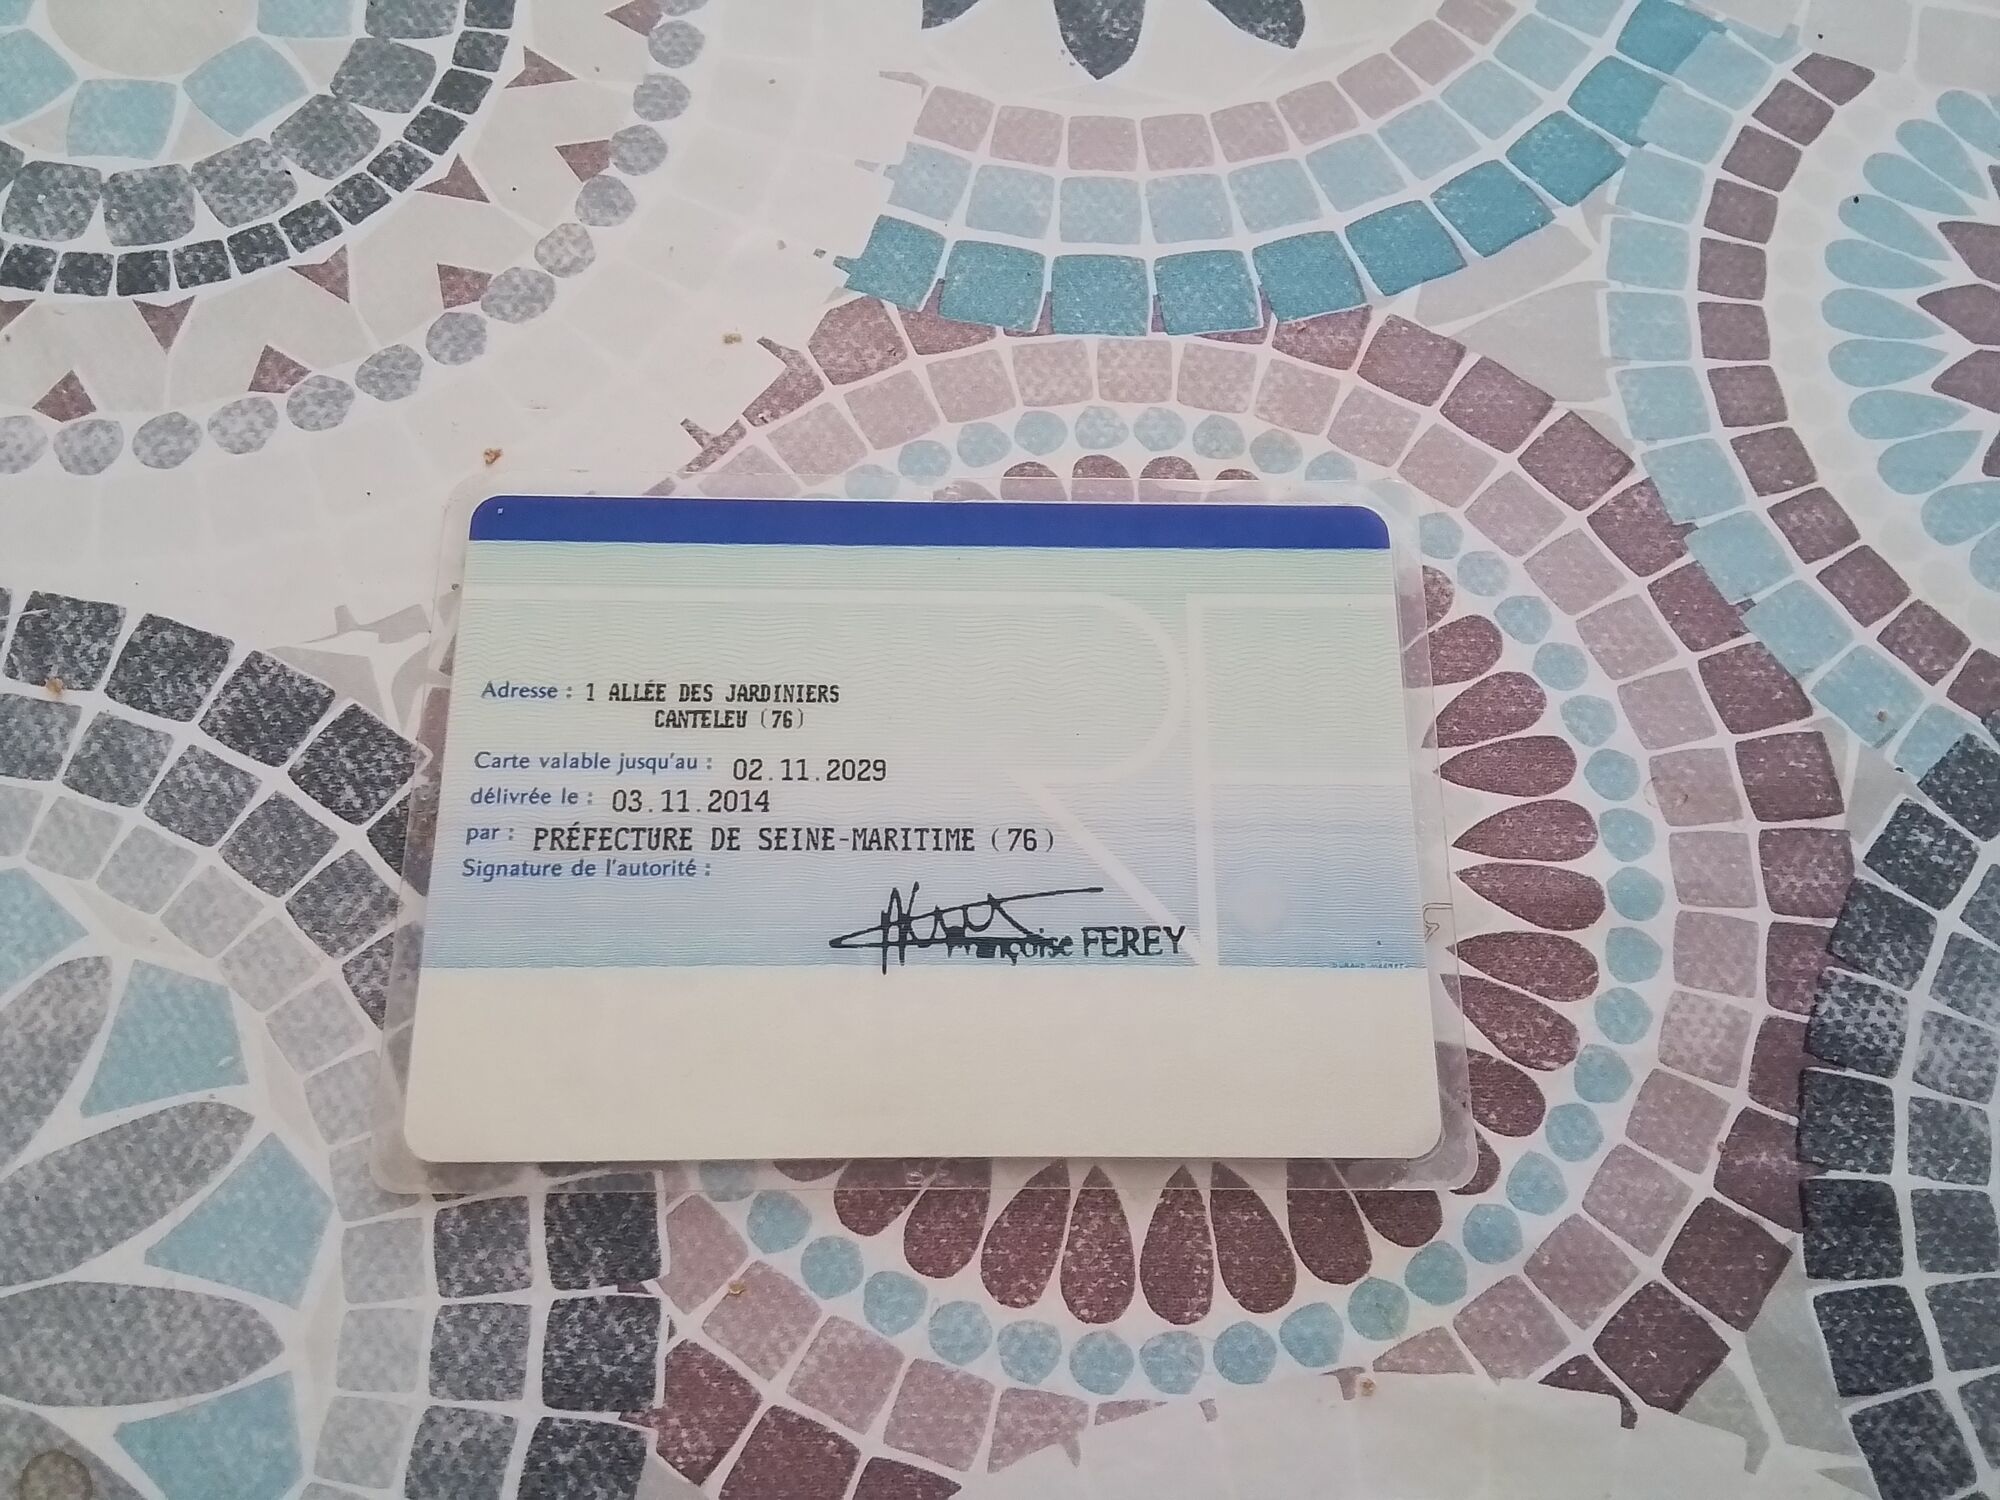 Adresse : 1 ALLÉE DES JARDINIERS
CANTELEU (76)
Carte valable jusqu'au : 02.11.2029
délivrée le : 03.11.2014
par : PRÉFECTURE DE SEINE-MARITIME (76)
Signature de l'autorité :
Françoise FEREY